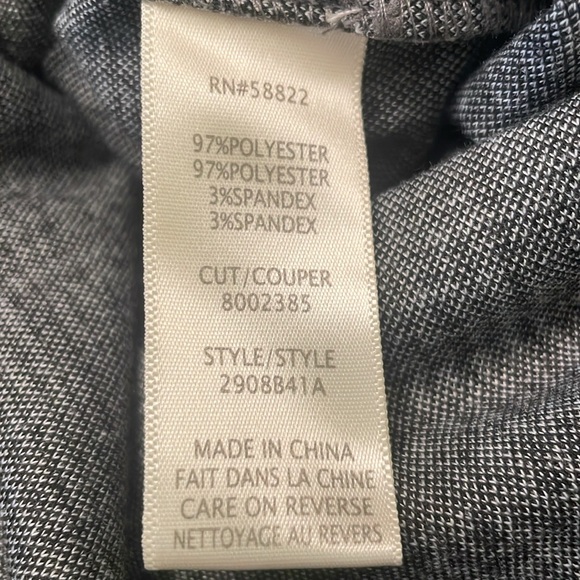 RN#58822
97%POLYESTER
97%POLYESTER
3%SPANDEX
3%SPANDEX
CUT/COUPER
8002385
STYLE/STYLE
2908B41A
MADE IN CHINA
FAIT DANS LA CHINE
CARE ON REVERSE
NETTOYAGE AU REVERS